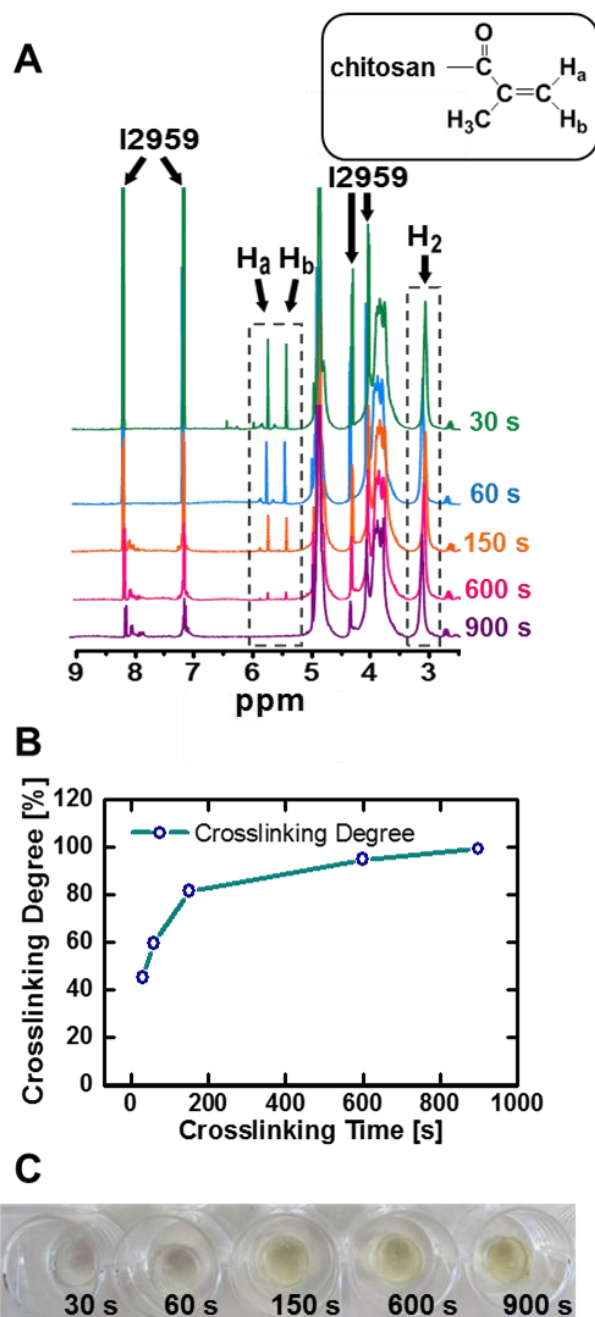 A
O
chitosan
C
Hₐ
C=C
H₃C
H_b
I2959
I2959
Hₐ H_b
H₂
30 s
60 s
150 s
600 s
900 s
9 8 7 6 5 4 3
ppm
B
Crosslinking Degree [%]
120
100
80
60
40
20
0
Crosslinking Degree
0 200 400 600 800 1000
Crosslinking Time [s]
C
30 s 60 s 150 s 600 s 900 s